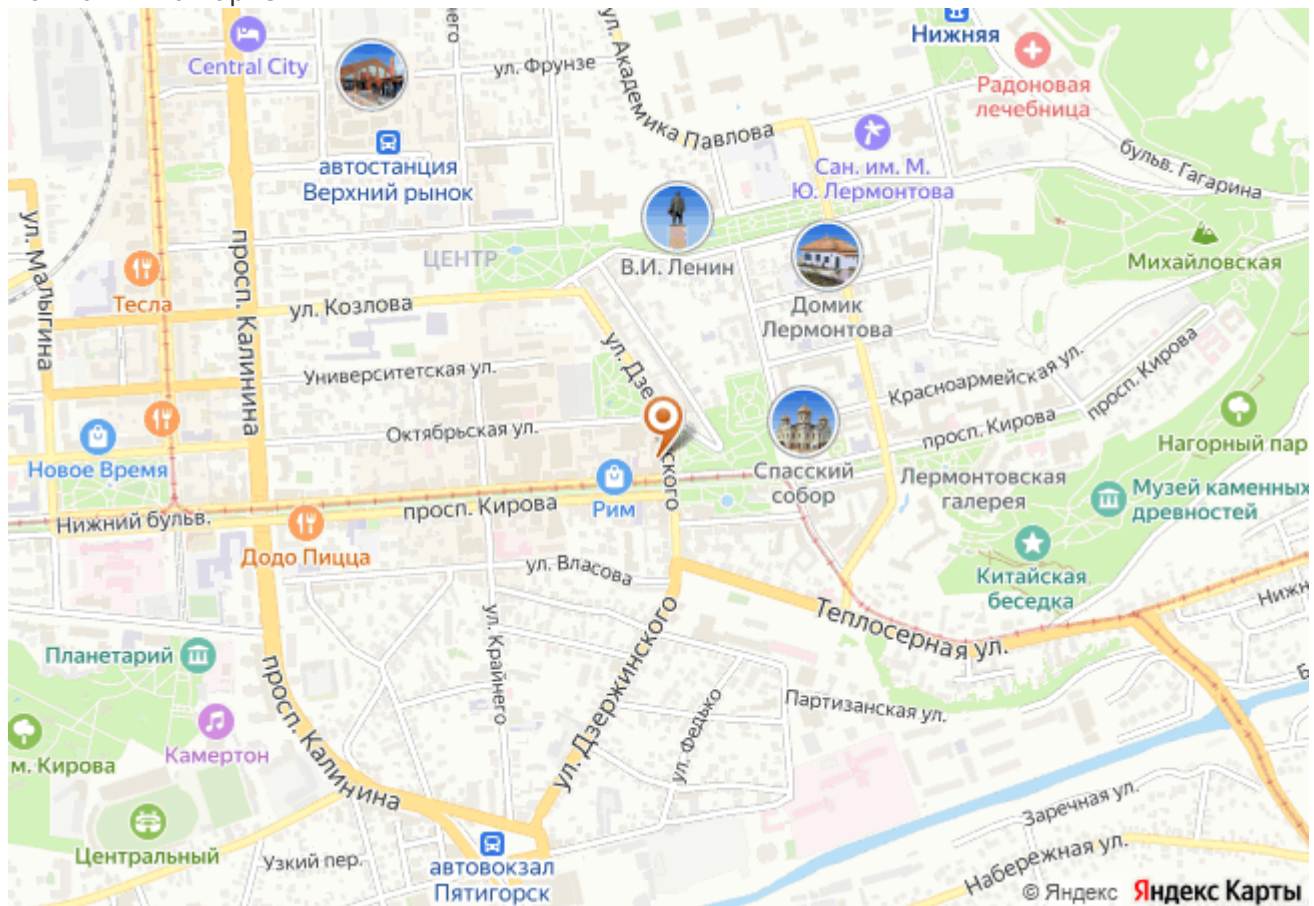 Нижняя
Central City
ул. Фрунзе
ул. Академика Павлова
Радоновая
лечебница
автостанция
Верхний рынок
Сан. им. М.
Ю. Лермонтова
бульв. Гагарина
ул. Малыгина
просп. Калинина
ЦЕНТР
В.И. Ленин
Михайловская
Тесла
ул. Козлова
Домик
Лермонтова
ул. Дзе
Университетская ул.
Красноармейская ул.
просп. Кирова
Октябрьская ул.
просп. Кирова
Нагорный пар
Новое Время
ского
Спасский
собор
Лермонтовская
галерея
Музей каменных
древностей
Рим
просп. Кирова
Нижний бульв.
Додо Пицца
ул. Власова
Китайская
беседка
Нижн
Теплосерная ул.
ул. Крайнего
ул. Дзержинского
Планетарий
просп. Калинина
ул. Федько
Партизанская ул.
Камертон
м. Кирова
Заречная ул.
Центральный
Узкий пер.
автовокзал
Пятигорск
Набережная ул.
© Яндекс Яндекс Карты